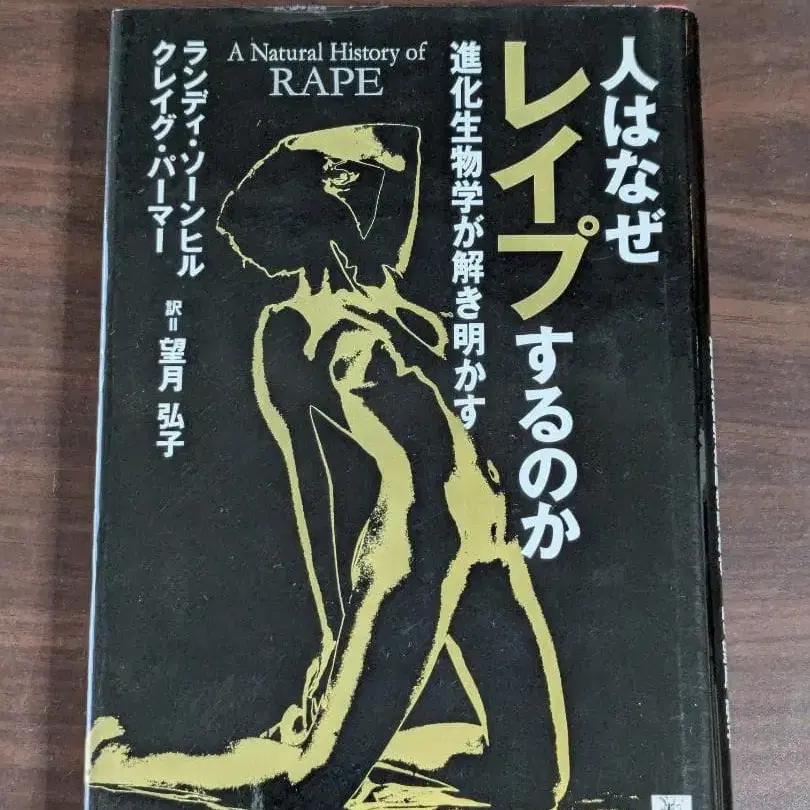 人はなぜ
レイプするのか
進化生物学が解き明かす
A Natural History of
RAPE
ランディ・ソーンヒル
クレイグ・パーマー
訳=望月 弘子